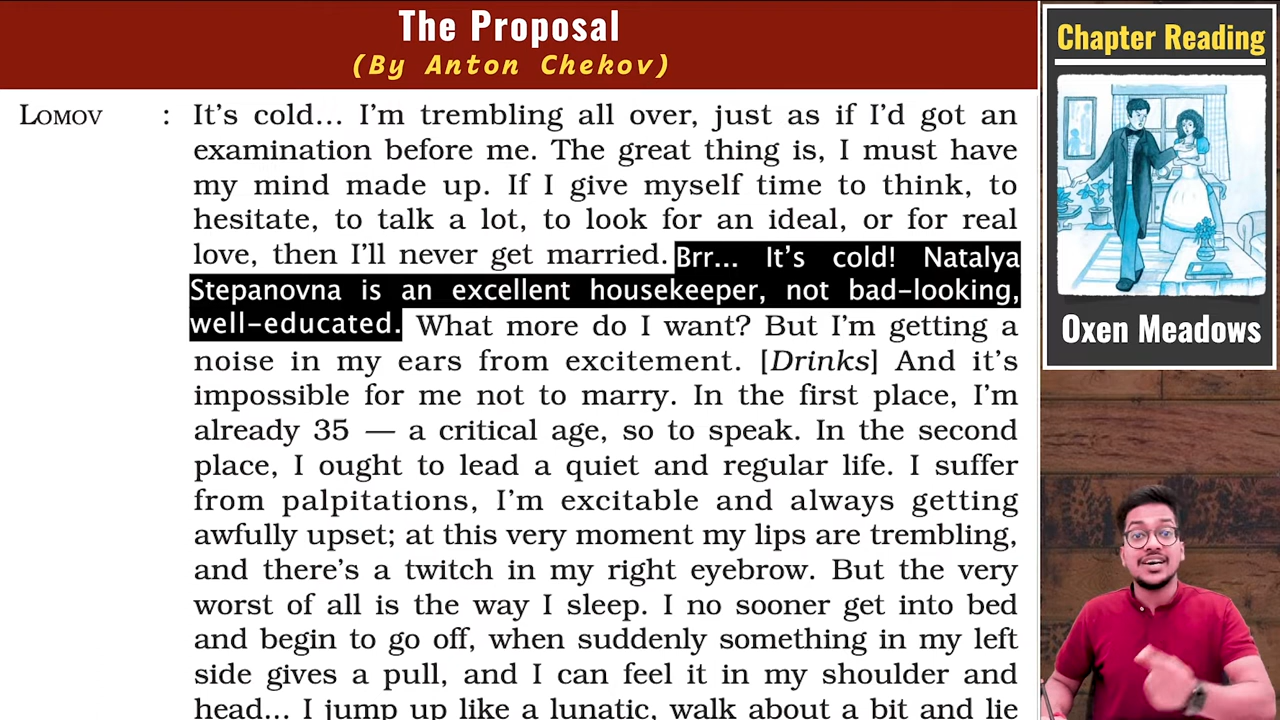 The Proposal
(By Anton Chekov)
LOMOV : It's cold... I'm trembling all over, just as if I'd got an
examination before me. The great thing is, I must have
my mind made up. If I give myself time to think, to
hesitate, to talk a lot, to look for an ideal, or for real
love, then I'll never get married. Brr... It's cold! Natalya
Stepanovna is an excellent housekeeper, not bad-looking,
well-educated. What more do I want? But I'm getting a
noise in my ears from excitement. [Drinks] And it's
impossible for me not to marry. In the first place, I'm
already 35 — a critical age, so to speak. In the second
place, I ought to lead a quiet and regular life. I suffer
from palpitations, I'm excitable and always getting
awfully upset; at this very moment my lips are trembling,
and there's a twitch in my right eyebrow. But the very
worst of all is the way I sleep. I no sooner get into bed
and begin to go off, when suddenly something in my left
side gives a pull, and I can feel it in my shoulder and
head... I jump up like a lunatic, walk about a bit and lie
Chapter Reading
Oxen Meadows